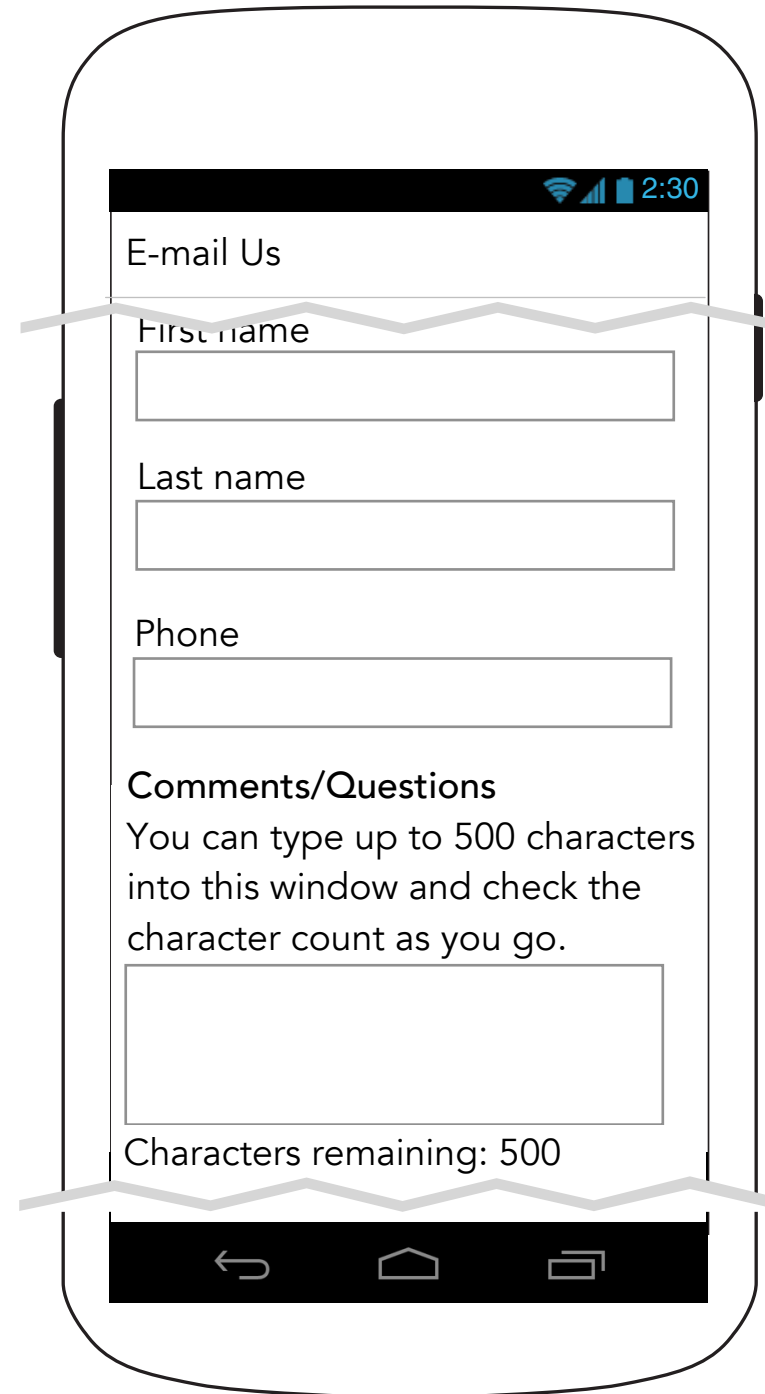 2:30
E-mail Us
First name
Last name
Phone
Comments/Questions
You can type up to 500 characters
into this window and check the
character count as you go.
Characters remaining: 500